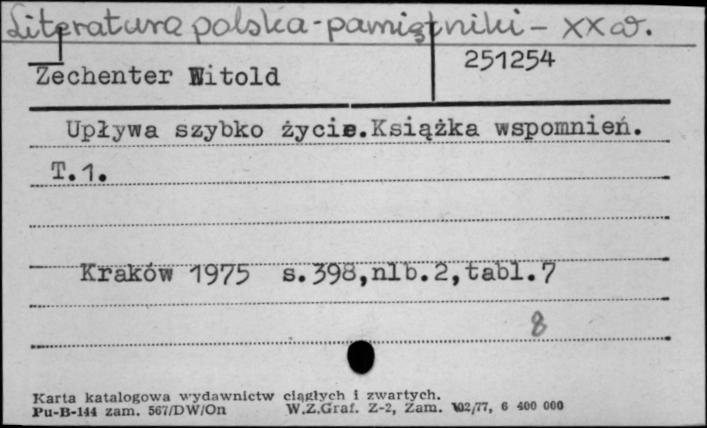 Literatura polska - pamiętniki - XX w.
Zechenter Witold
251254
Upływa szybko życie.Książka wspomnień.
T.1.
Kraków 1975 s.398,nlb.2,tabl.7
8
Karta katalogowa wydawnictw ciągłych i zwartych.
Pu-B-144 zam. 567/DW/On W.Z.Graf. Z-2, Zam. 102/77, 6 400 000